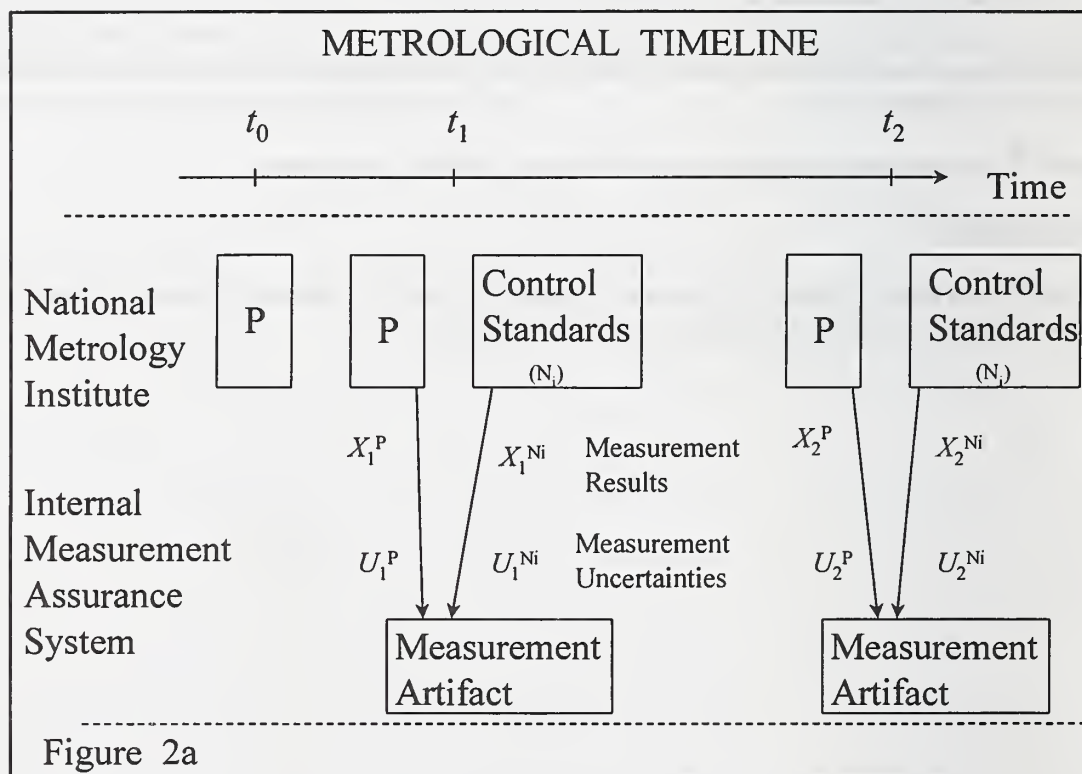 METROLOGICAL TIMELINE
t₀ t₁ t₂
Time
National
Metrology
Institute
P
P
Control
Standards
(Nᵢ)
P
Control
Standards
(Nᵢ)
X₁ᴾ
X₁ᴺⁱ
Measurement
Results
X₂ᴾ
X₂ᴺⁱ
Internal
Measurement
Assurance
System
U₁ᴾ
U₁ᴺⁱ
Measurement
Uncertainties
U₂ᴾ
U₂ᴺⁱ
Measurement
Artifact
Measurement
Artifact
Figure 2a